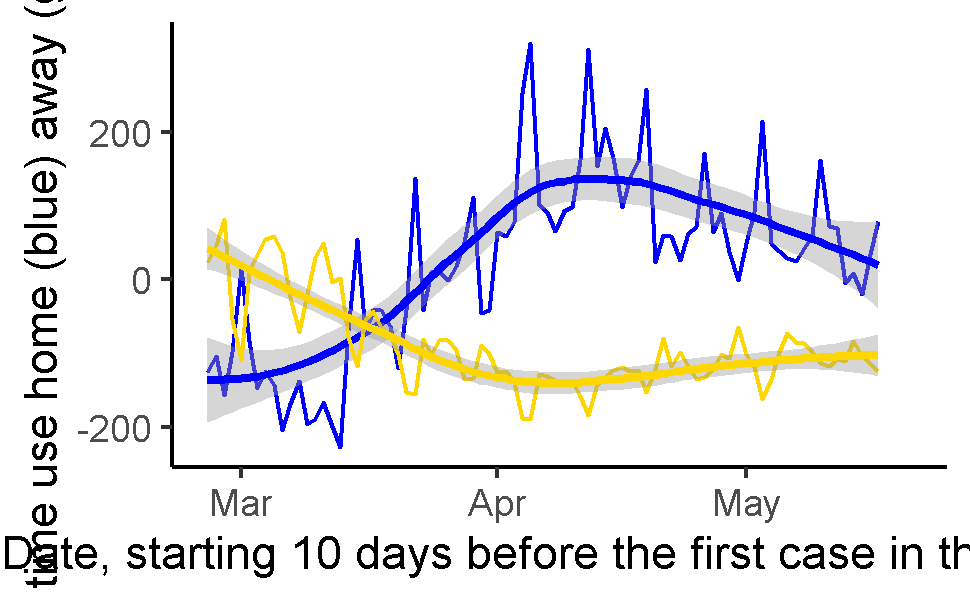 time use home (blue) away (
200
0
-200
Mar Apr May
Date, starting 10 days before the first case in th